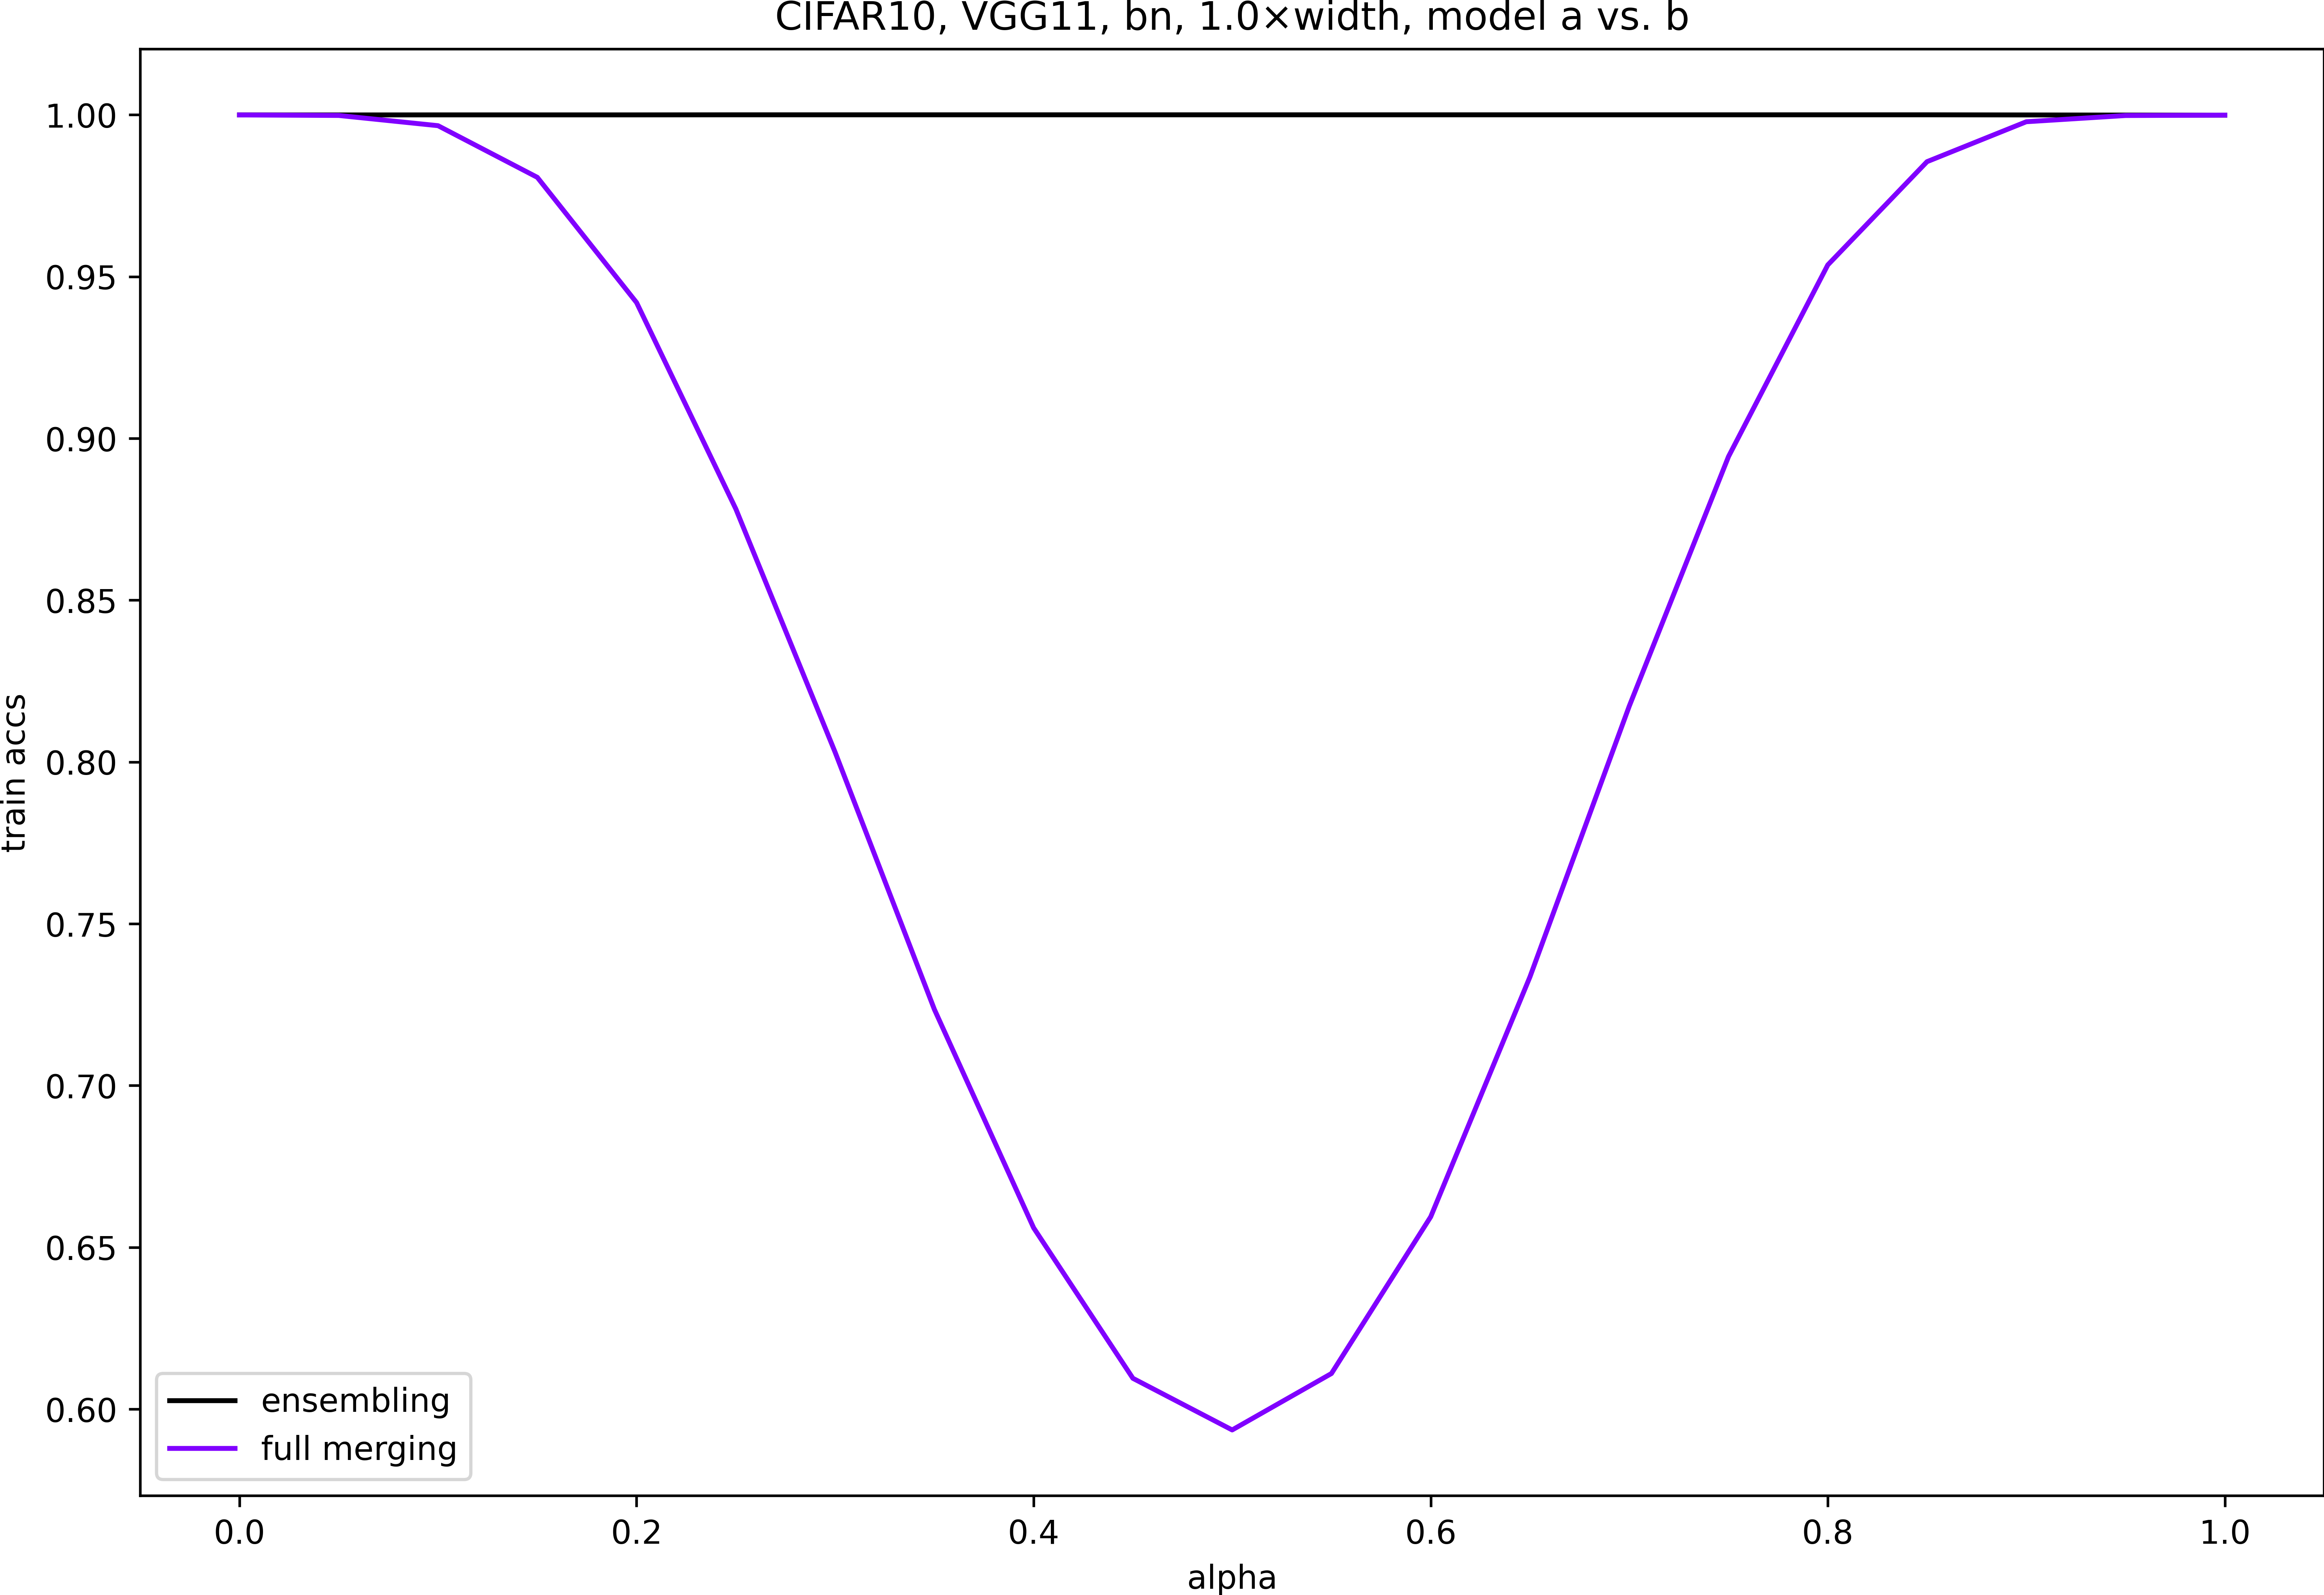 CIFAR10, VGG11, bn, 1.0×width, model a vs. b
train accs
1.00
0.95
0.90
0.85
0.80
0.75
0.70
0.65
0.60
ensembling
full merging
0.0 0.2 0.4 0.6 0.8 1.0
alpha